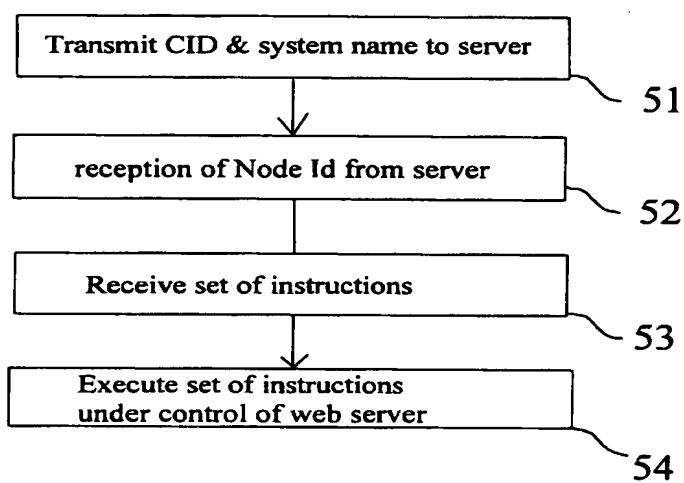 Transmit CID & system name to server
51
reception of Node Id from server
52
Receive set of instructions
53
Execute set of instructions
under control of web server
54